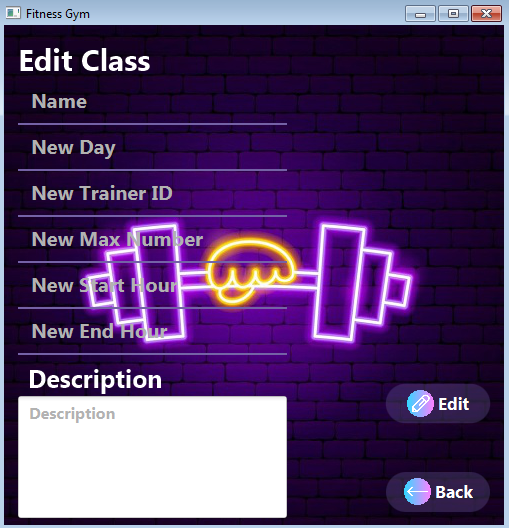 Fitness Gym
Edit Class
Name
New Day
New Trainer ID
New Max Number
New Start Hour
New End Hour
Description
Description
Edit
Back